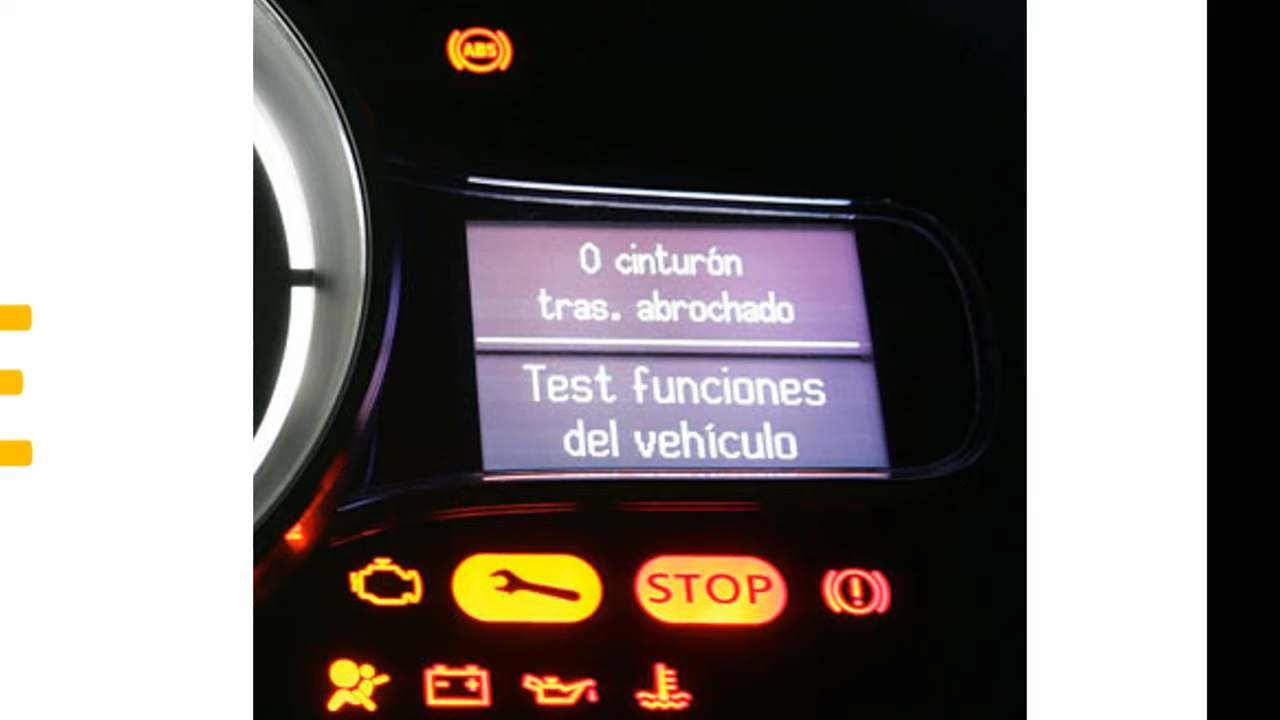 ABS
0 cinturón
tras. abrochado
Test funciones
del vehículo
STOP